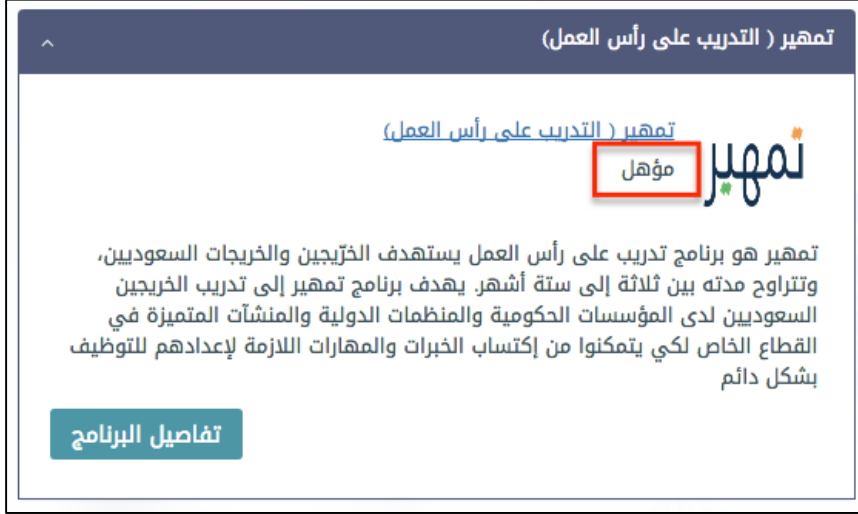 تمهير ( التدريب على رأس العمل)
تمهير ( التدريب على رأس العمل)
تمهير
مؤهل
تمهير هو برنامج تدريب على رأس العمل يستهدف الخرّيجين والخريجات السعوديين،
وتتراوح مدته بين ثلاثة إلى ستة أشهر. يهدف برنامج تمهير إلى تدريب الخريجين
السعوديين لدى المؤسسات الحكومية والمنظمات الدولية والمنشآت المتميزة في
القطاع الخاص لكي يتمكنوا من إكتساب الخبرات والمهارات اللازمة لإعدادهم للتوظيف
بشكل دائم
تفاصيل البرنامج